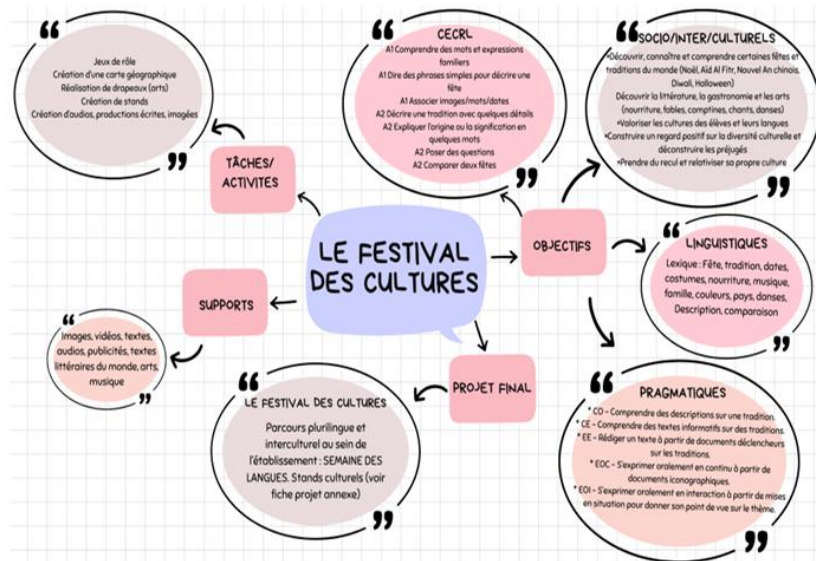 Jeux de rôle
Création d'une carte géographique
Réalisation de drapeaux (arts)
Création de stands
Création d'audios, productions écrites, imagées
TÂCHES/
ACTIVITES
CECRL
A1 Comprendre des mots et expressions
familiers
A1 Dire des phrases simples pour décrire une
fête
A1 Associer images/mots/dates
A2 Décrire une tradition avec quelques détails
A2 Expliquer l'origine ou la signification en
quelques mots
A2 Poser des questions
A2 Comparer deux fêtes
SOCIO/INTER/CULTURELS
•Découvrir, connaître et comprendre certaines fêtes et
traditions du monde (Noël, Aïd Al Fitr, Nouvel An chinois,
Diwali, Halloween)
Découvrir la littérature, la gastronomie et les arts
(nourriture, fables, comptines, chants, danses)
•Valoriser les cultures des élèves et leurs langues
•Construire un regard positif sur la diversité culturelle et
déconstruire les préjugés
•Prendre du recul et relativiser sa propre culture
LE FESTIVAL
DES CULTURES
OBJECTIFS
LINGUISTIQUES
Lexique : Fête, tradition, dates,
costumes, nourriture, musique,
famille, couleurs, pays, danses,
Description, comparaison
SUPPORTS
Images, vidéos, textes,
audios, publicités, textes
littéraires du monde, arts,
musique
PROJET FINAL
LE FESTIVAL DES CULTURES
Parcours plurilingue et
interculturel au sein de
l'établissement : SEMAINE DES
LANGUES. Stands culturels (voir
fiche projet annexe)
PRAGMATIQUES
* CO - Comprendre des descriptions sur une tradition.
* CE - Comprendre des textes informatifs sur des traditions.
* EE - Rédiger un texte à partir de documents déclencheurs
sur les traditions.
* EOC - S'exprimer oralement en continu à partir de
documents iconographiques.
* EOI - S'exprimer oralement en interaction à partir de mises
en situation pour donner son point de vue sur le thème.